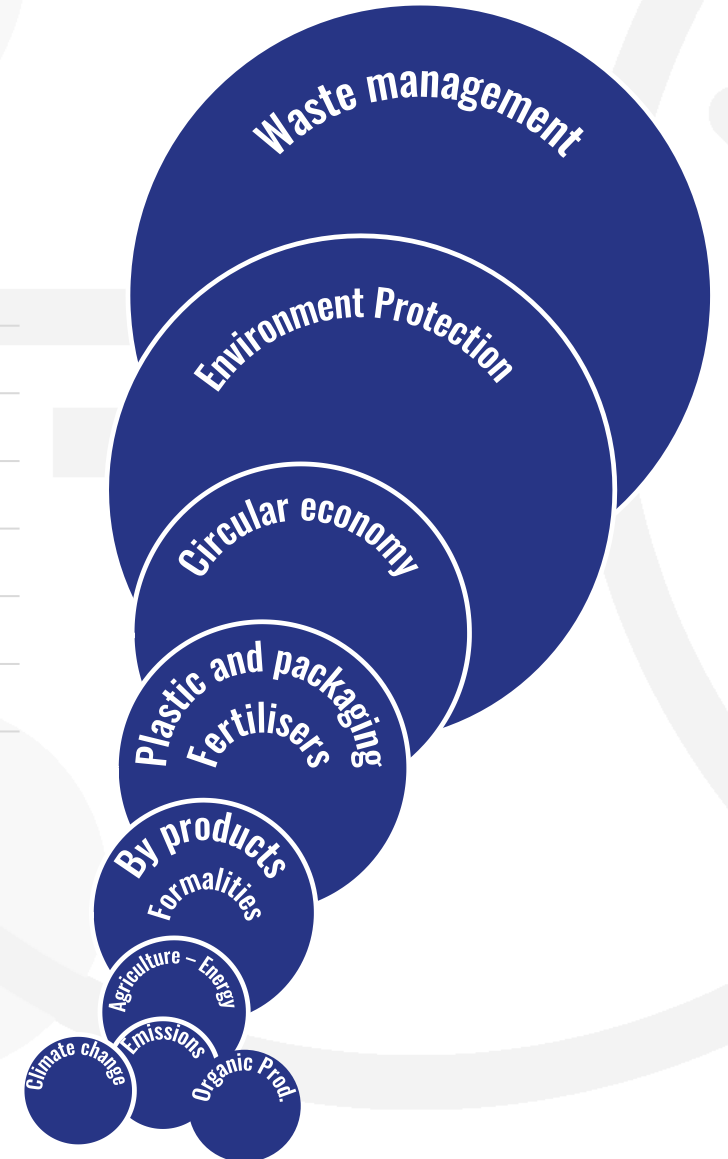 Waste management
Environment Protection
Circular economy
Plastic and packaging
Fertilisers
By products
Formalities
Agriculture – Energy
Emissions
Climate change
Organic Prod.